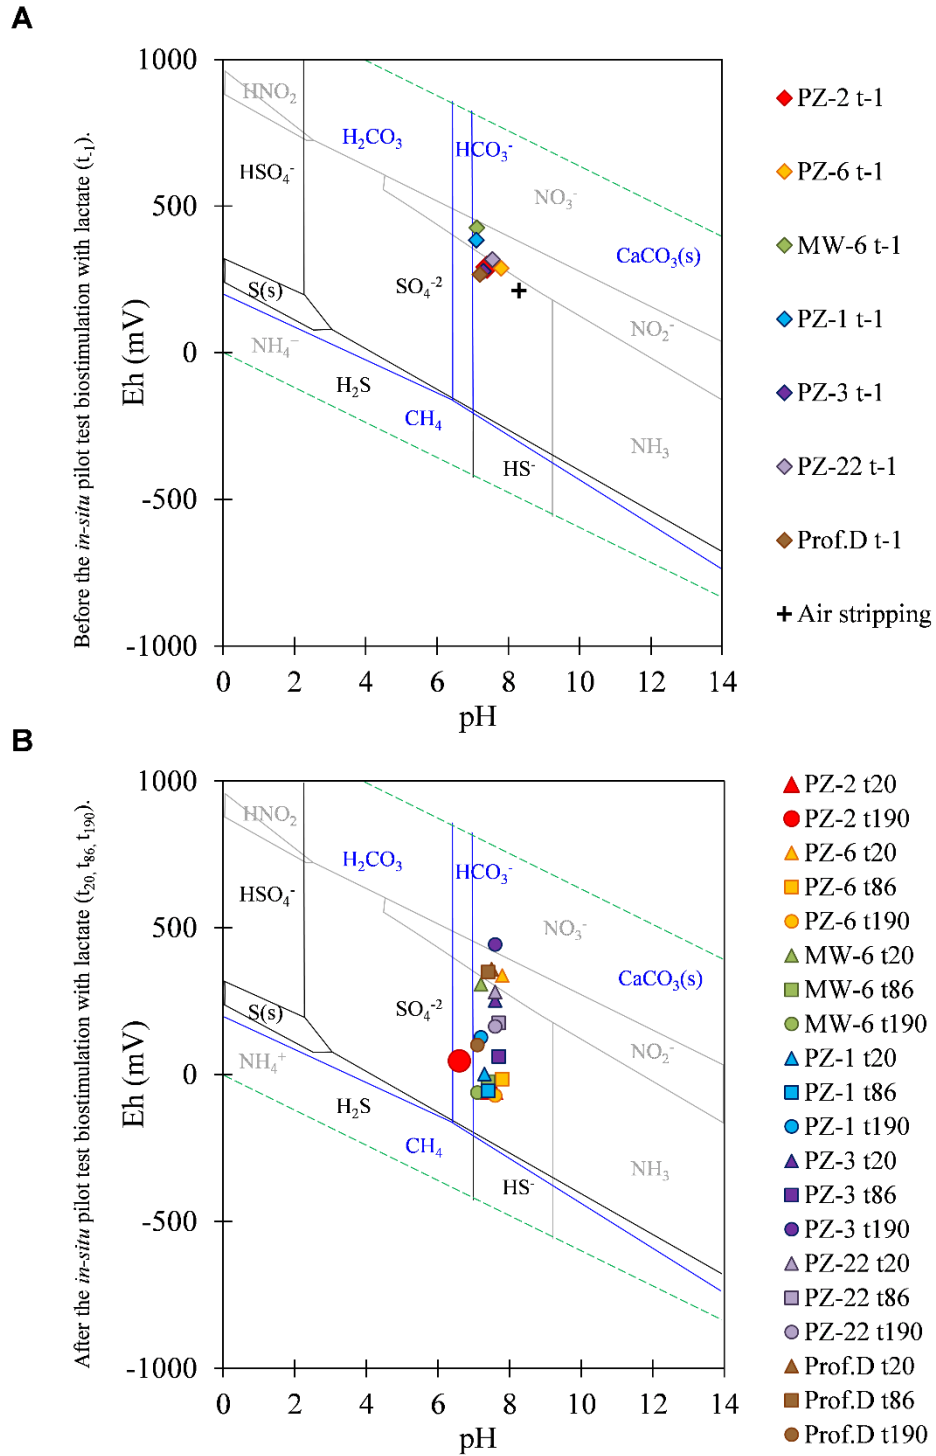 A
Before the in-situ pilot test biostimulation with lactate (t-1).
Eh (mV)
1000
500
0
-500
-1000
0 2 4 6 8 10 12 14
pH
HNO2
H2CO3
HCO3-
HSO4-
NO3-
CaCO3(s)
SO4-2
S(s)
NO2-
NH4−
H2S
CH4
NH3
HS-
PZ-2 t-1
PZ-6 t-1
MW-6 t-1
PZ-1 t-1
PZ-3 t-1
PZ-22 t-1
Prof.D t-1
Air stripping
B
After the in-situ pilot test biostimulation with lactate (t20, t86, t190).
Eh (mV)
1000
500
0
-500
-1000
0 2 4 6 8 10 12 14
pH
HNO2
H2CO3
HCO3-
HSO4-
NO3-
CaCO3(s)
SO4-2
S(s)
NO2-
NH4+
H2S
CH4
NH3
HS-
PZ-2 t20
PZ-2 t190
PZ-6 t20
PZ-6 t86
PZ-6 t190
MW-6 t20
MW-6 t86
MW-6 t190
PZ-1 t20
PZ-1 t86
PZ-1 t190
PZ-3 t20
PZ-3 t86
PZ-3 t190
PZ-22 t20
PZ-22 t86
PZ-22 t190
Prof.D t20
Prof.D t86
Prof.D t190